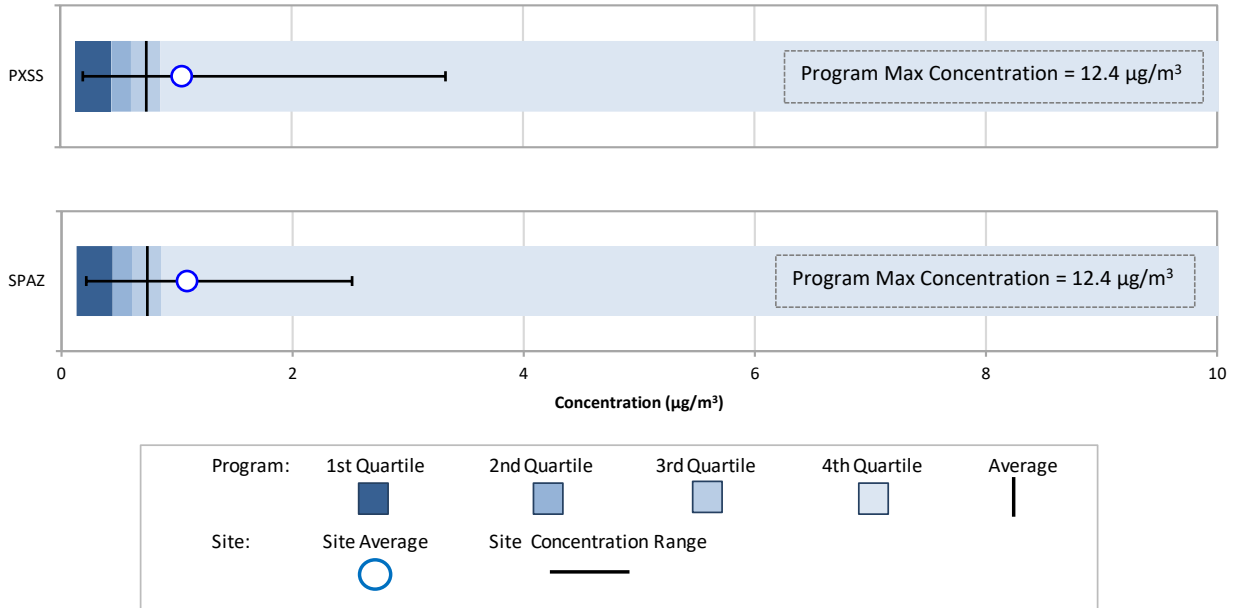 PXSS
Program Max Concentration = 12.4 µg/m³
SPAZ
Program Max Concentration = 12.4 µg/m³
0 2 4 6 8 10
Concentration (µg/m³)
Program: 1st Quartile 2nd Quartile 3rd Quartile 4th Quartile Average
Site: Site Average Site Concentration Range